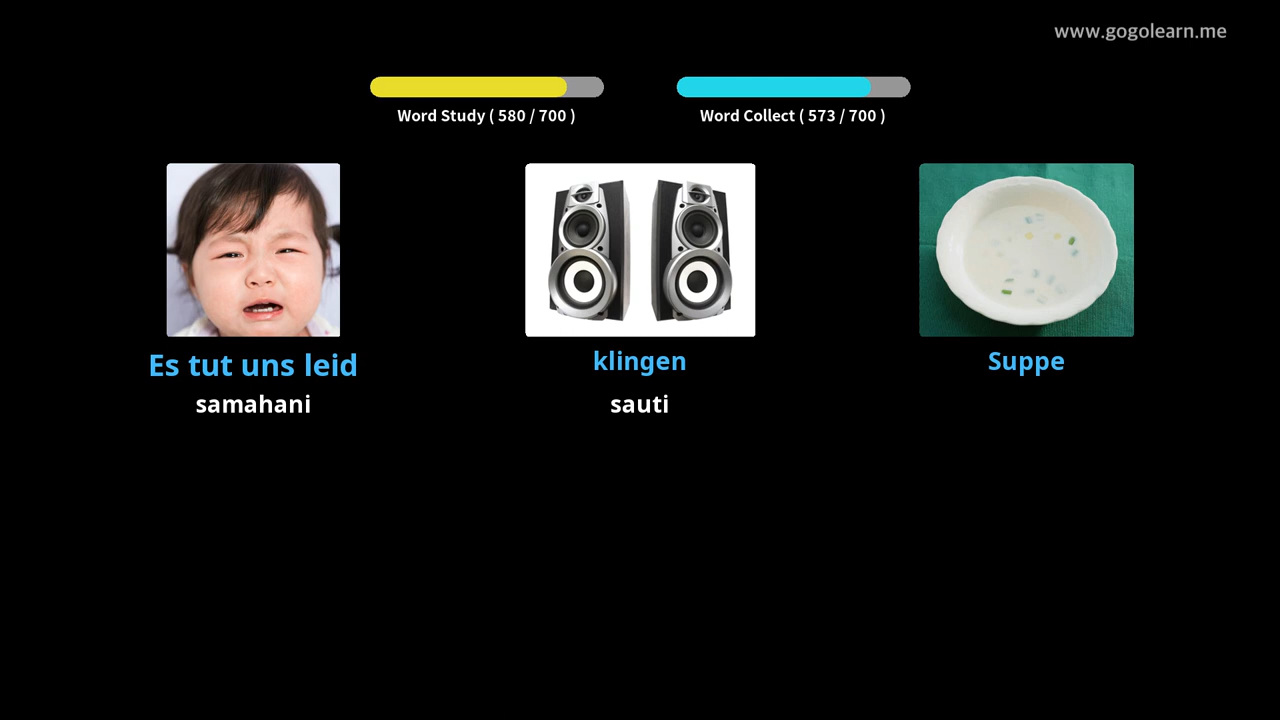 www.gogolearn.me
Word Study ( 580 / 700 )
Word Collect ( 573 / 700 )
Es tut uns leid
klingen
Suppe
samahani
sauti